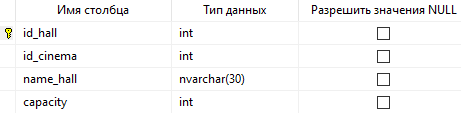 Имя столбца Тип данных Разрешить значения NULL
id_hall int
id_cinema int
name_hall nvarchar(30)
capacity int